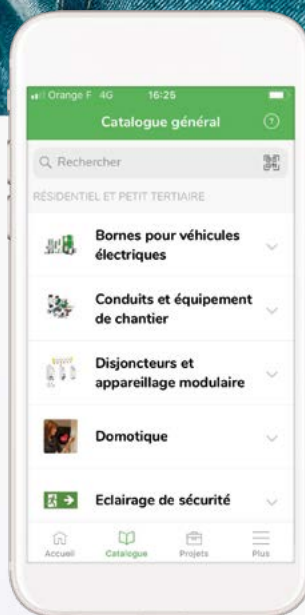 Orange F 4G 16:26
Catalogue général ?
Rechercher
RÉSIDENTIEL ET PETIT TERTIAIRE
Bornes pour véhicules
électriques
Conduits et équipement
de chantier
Disjoncteurs et
appareillage modulaire
Domotique
Eclairage de sécurité
Accueil Catalogue Projets Plus